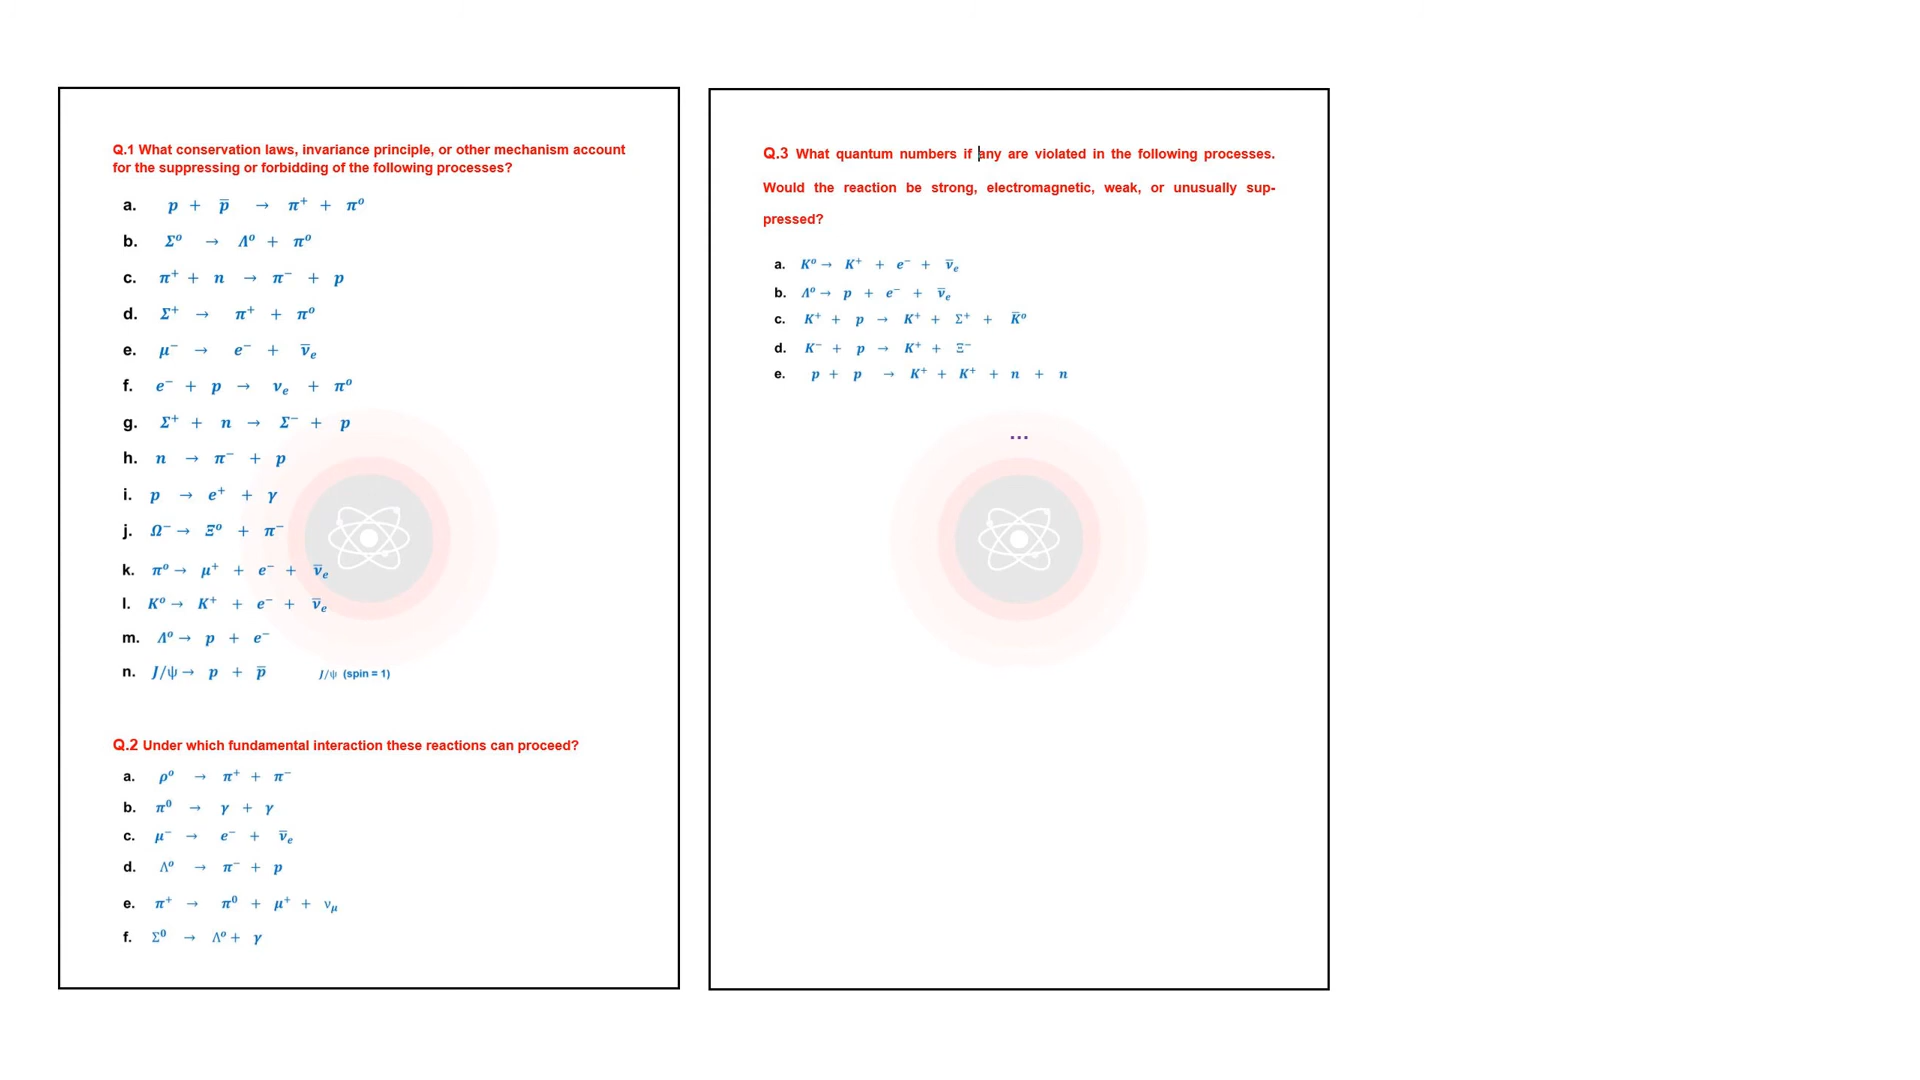 Q.1 What conservation laws, invariance principle, or other mechanism account
for the suppressing or forbidding of the following processes?
a. p + p̅ → π⁺ + πᵒ
b. Σᵒ → Λᵒ + πᵒ
c. π⁺ + n → π⁻ + p
d. Σ⁺ → π⁺ + πᵒ
e. μ⁻ → e⁻ + ν̅ₑ
f. e⁻ + p → νₑ + πᵒ
g. Σ⁺ + n → Σ⁻ + p
h. n → π⁻ + p
i. p → e⁺ + γ
j. Ω⁻ → Ξᵒ + π⁻
k. πᵒ → μ⁺ + e⁻ + ν̅ₑ
l. Kᵒ → K⁺ + e⁻ + ν̅ₑ
m. Λᵒ → p + e⁻
n. J/ψ → p + p̅ J/ψ (spin = 1)
Q.2 Under which fundamental interaction these reactions can proceed?
a. ρᵒ → π⁺ + π⁻
b. π⁰ → γ + γ
c. μ⁻ → e⁻ + ν̅ₑ
d. Λᵒ → π⁻ + p
e. π⁺ → π⁰ + μ⁺ + ν_μ
f. Σ⁰ → Λᵒ + γ
Q.3 What quantum numbers if any are violated in the following processes.
Would the reaction be strong, electromagnetic, weak, or unusually sup-
pressed?
a. Kᵒ → K⁺ + e⁻ + ν̅ₑ
b. Λᵒ → p + e⁻ + ν̅ₑ
c. K⁺ + p → K⁺ + Σ⁺ + K̅ᵒ
d. K⁻ + p → K⁺ + Ξ⁻
e. p + p → K⁺ + K⁺ + n + n
...